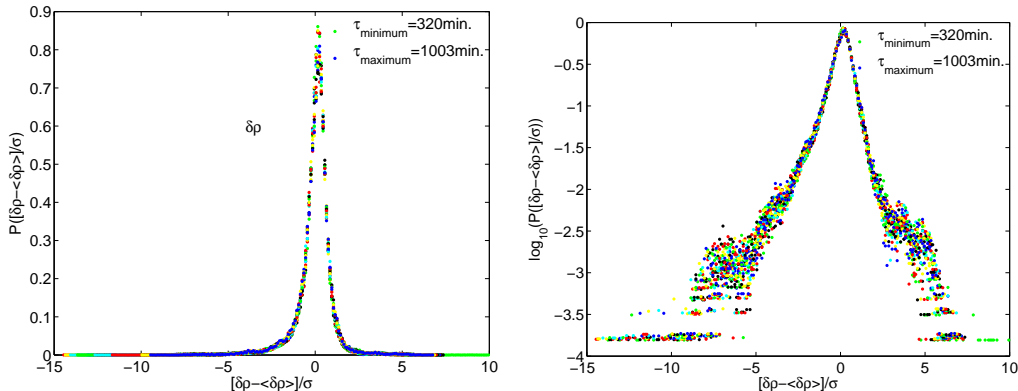 τminimum=320min.
τmaximum=1003min.
δρ
P([δρ−<δρ>]/σ)
0.9
0.8
0.7
0.6
0.5
0.4
0.3
0.2
0.1
0
−15 −10 −5 0 5 10
[δρ−<δρ>]/σ
τminimum=320min.
τmaximum=1003min.
log10(P([δρ−<δρ>]/σ))
−0
−0.5
−1
−1.5
−2
−2.5
−3
−3.5
−4
−15 −10 −5 0 5 10
[δρ−<δρ>]/σ